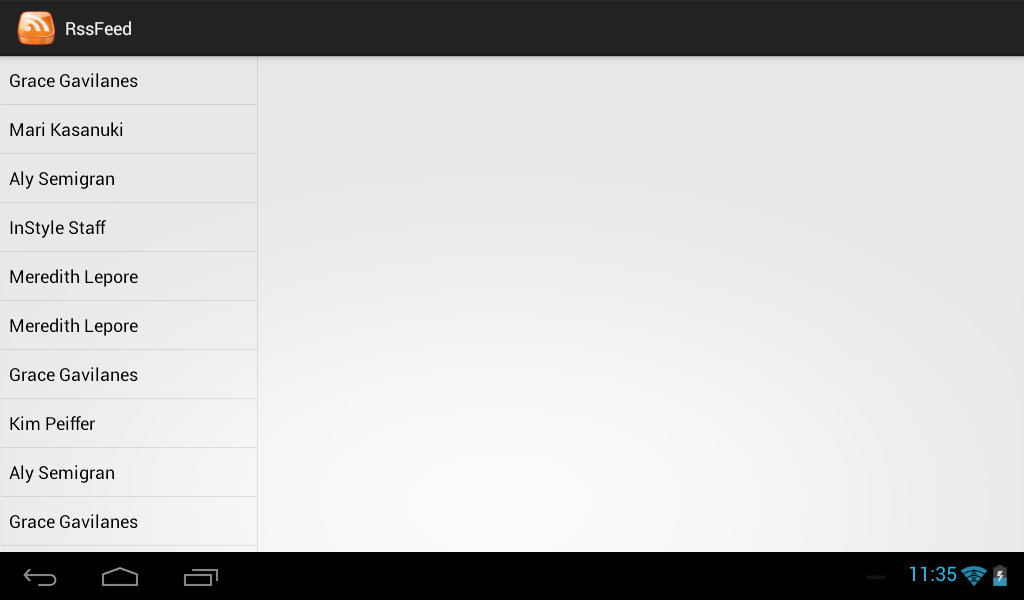 RssFeed
Grace Gavilanes
Mari Kasanuki
Aly Semigran
InStyle Staff
Meredith Lepore
Meredith Lepore
Grace Gavilanes
Kim Peiffer
Aly Semigran
Grace Gavilanes
11:35